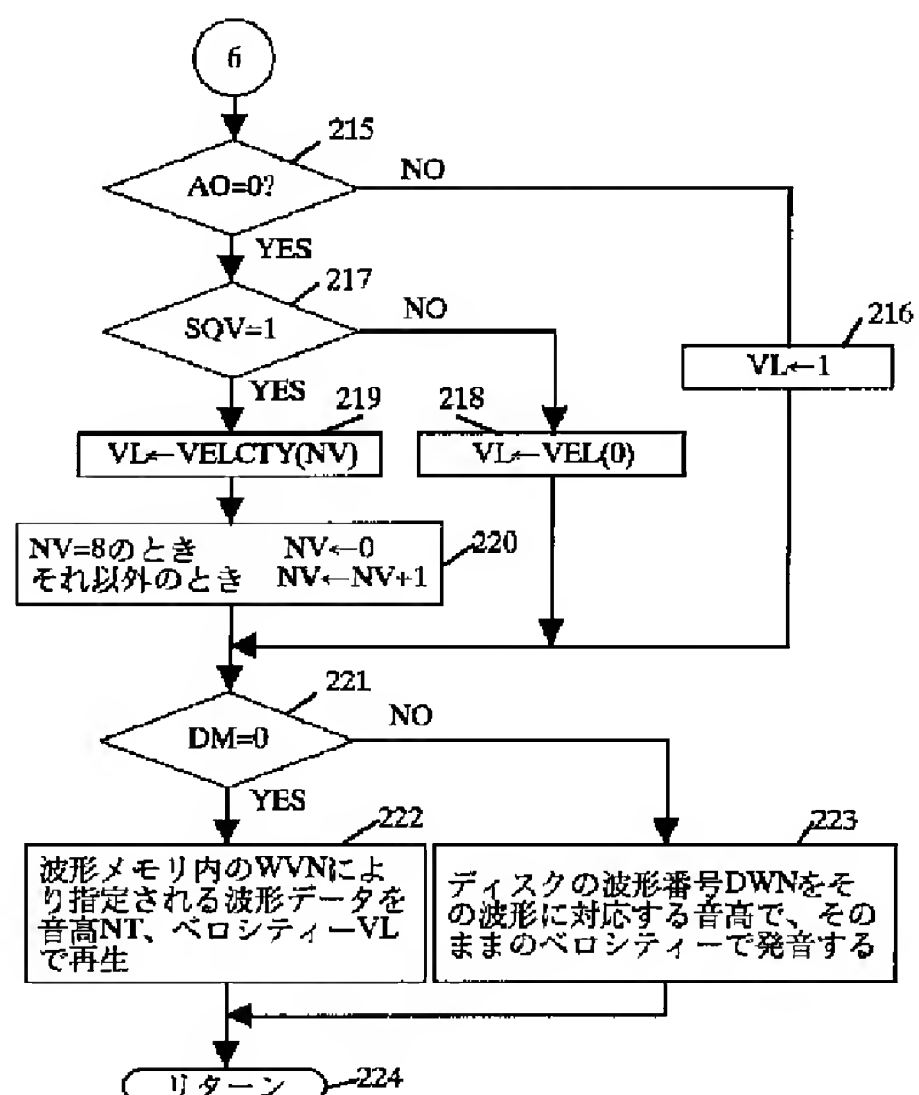 6
215
AO=0?
NO
YES
217
SQV=1
NO
216
VL←1
YES
219
218
VL←VELCTY(NV)
VL←VEL(0)
NV=8のとき NV←0
それ以外のとき NV←NV+1
220
221
DM=0
NO
YES
222
223
波形メモリ内のWVNによ
り指定される波形データを
音高NT、ベロシティーVL
で再生
ディスクの波形番号DWNをそ
の波形に対応する音高で、その
ままのベロシティーで発音する
リターン
224